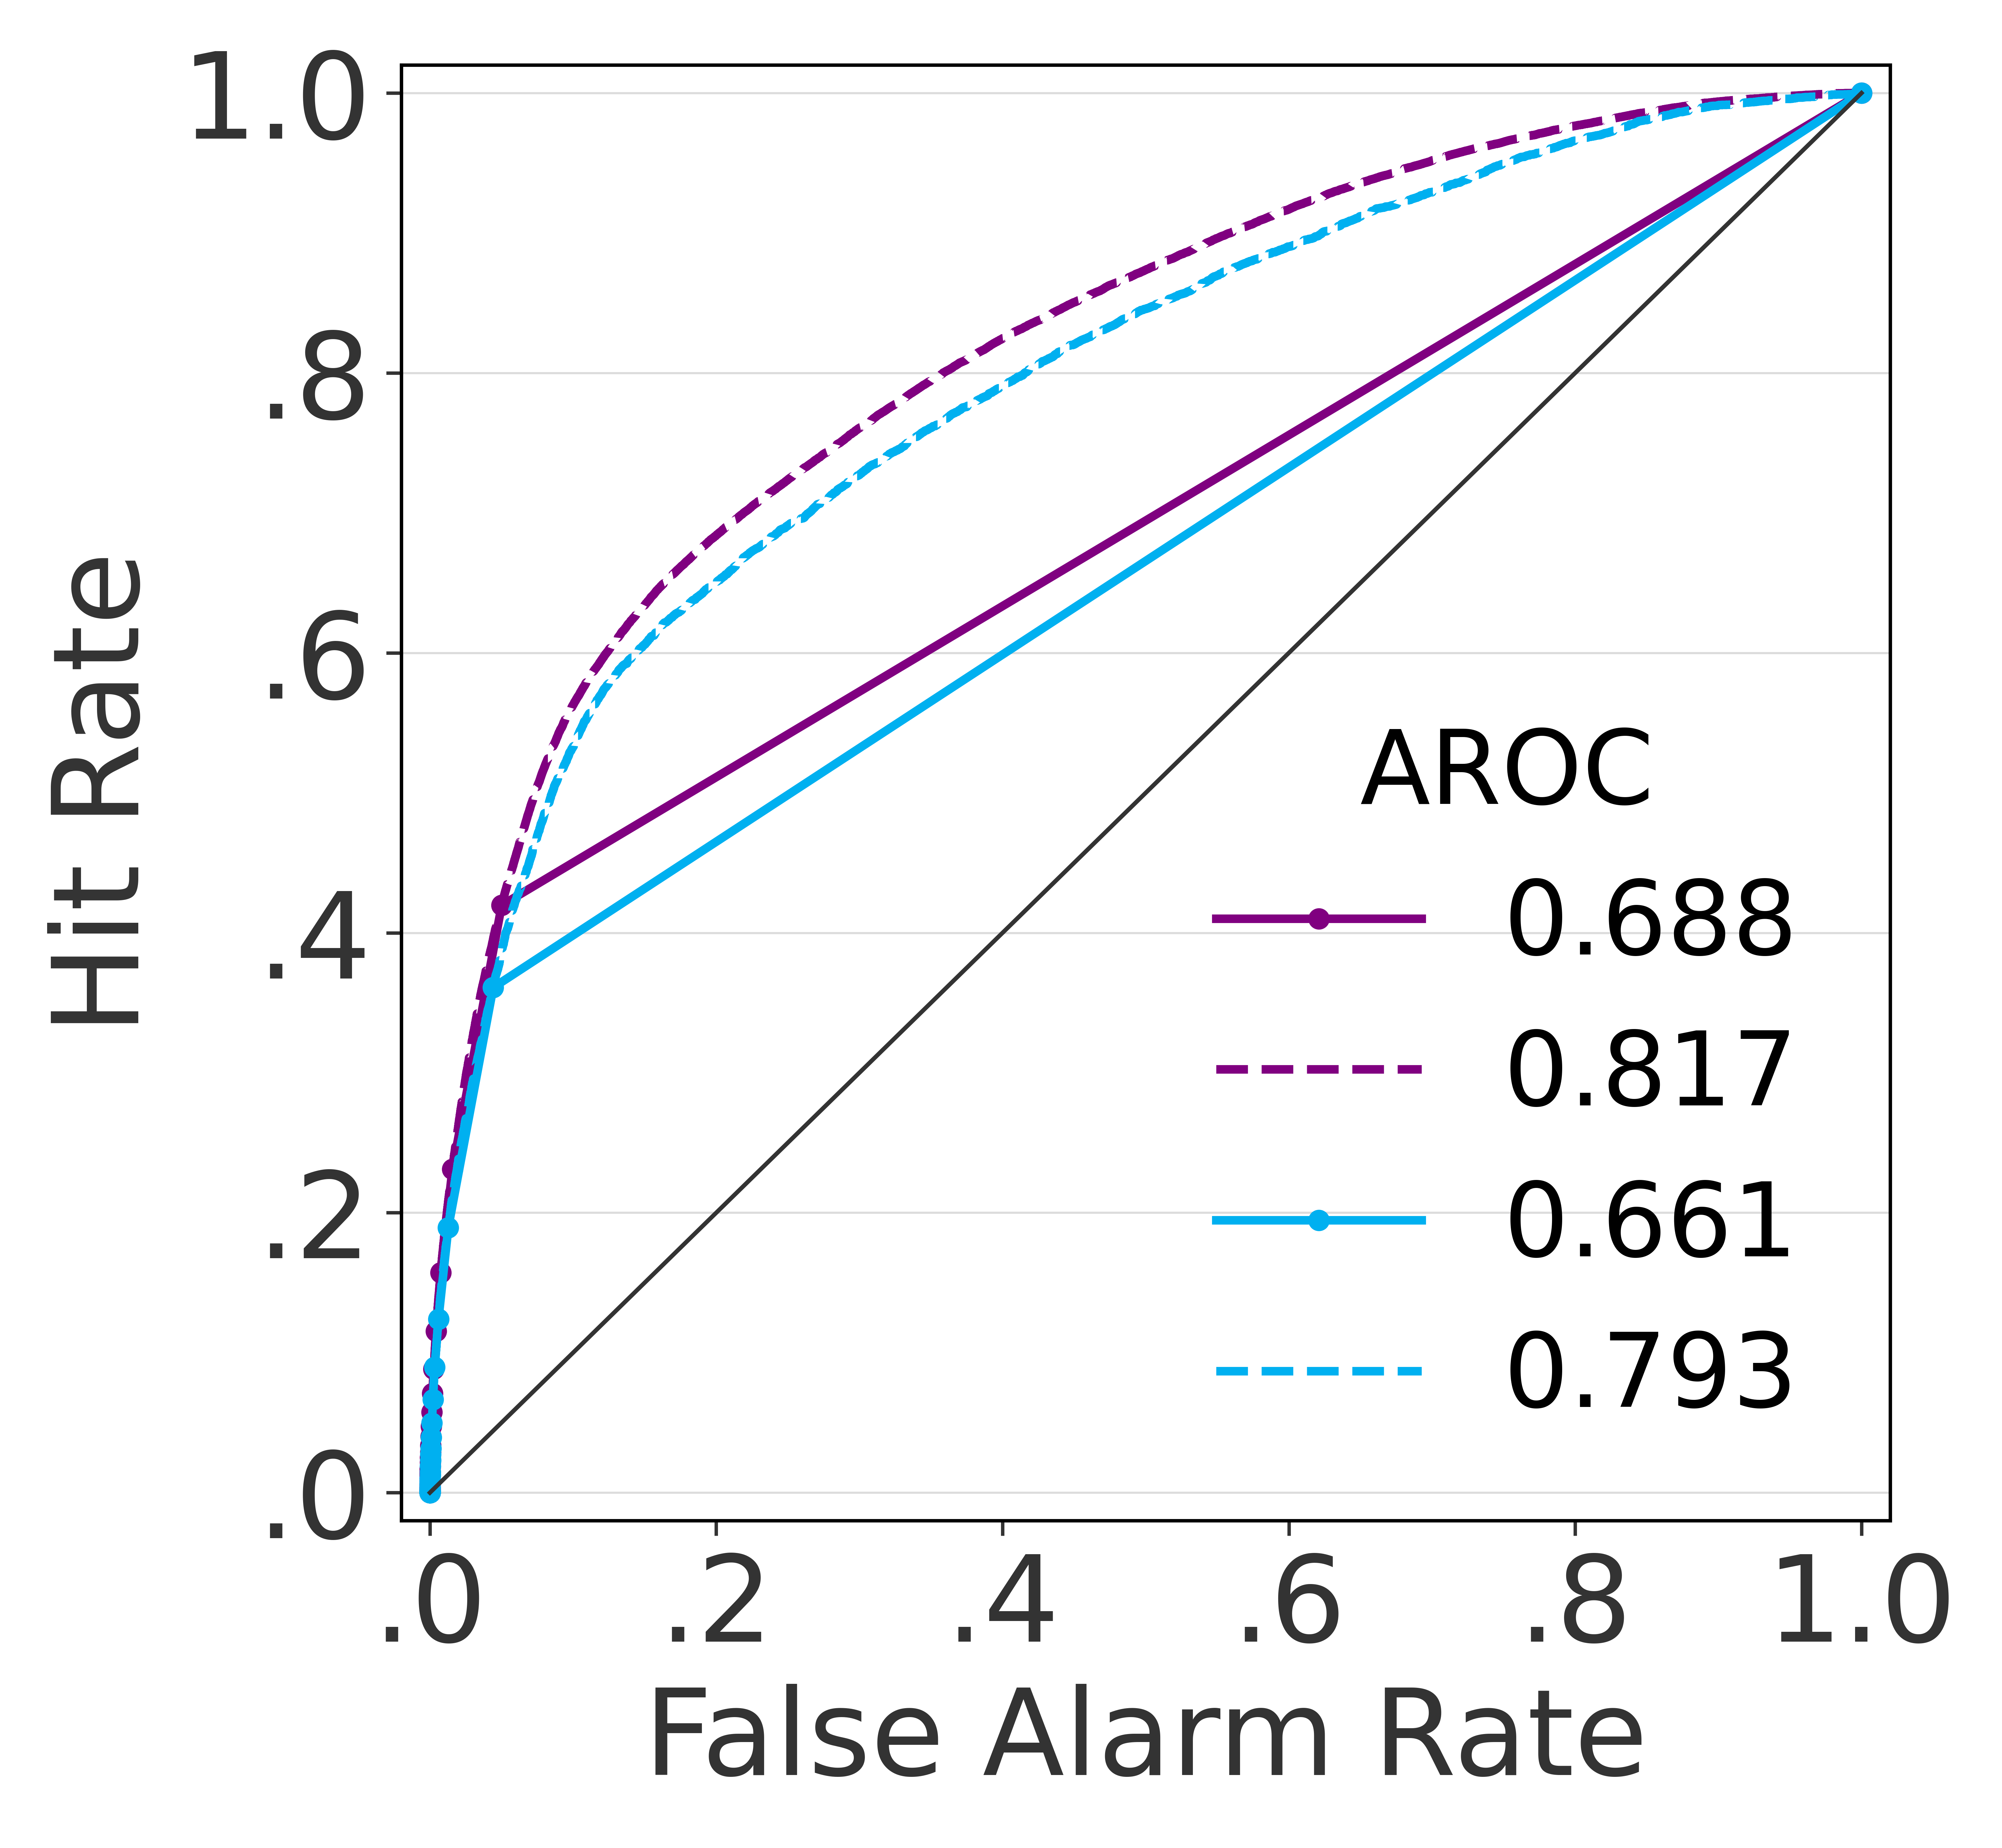 1.0
.8
.6
.4
.2
.0
Hit Rate
AROC
0.688
0.817
0.661
0.793
.0 .2 .4 .6 .8 1.0
False Alarm Rate